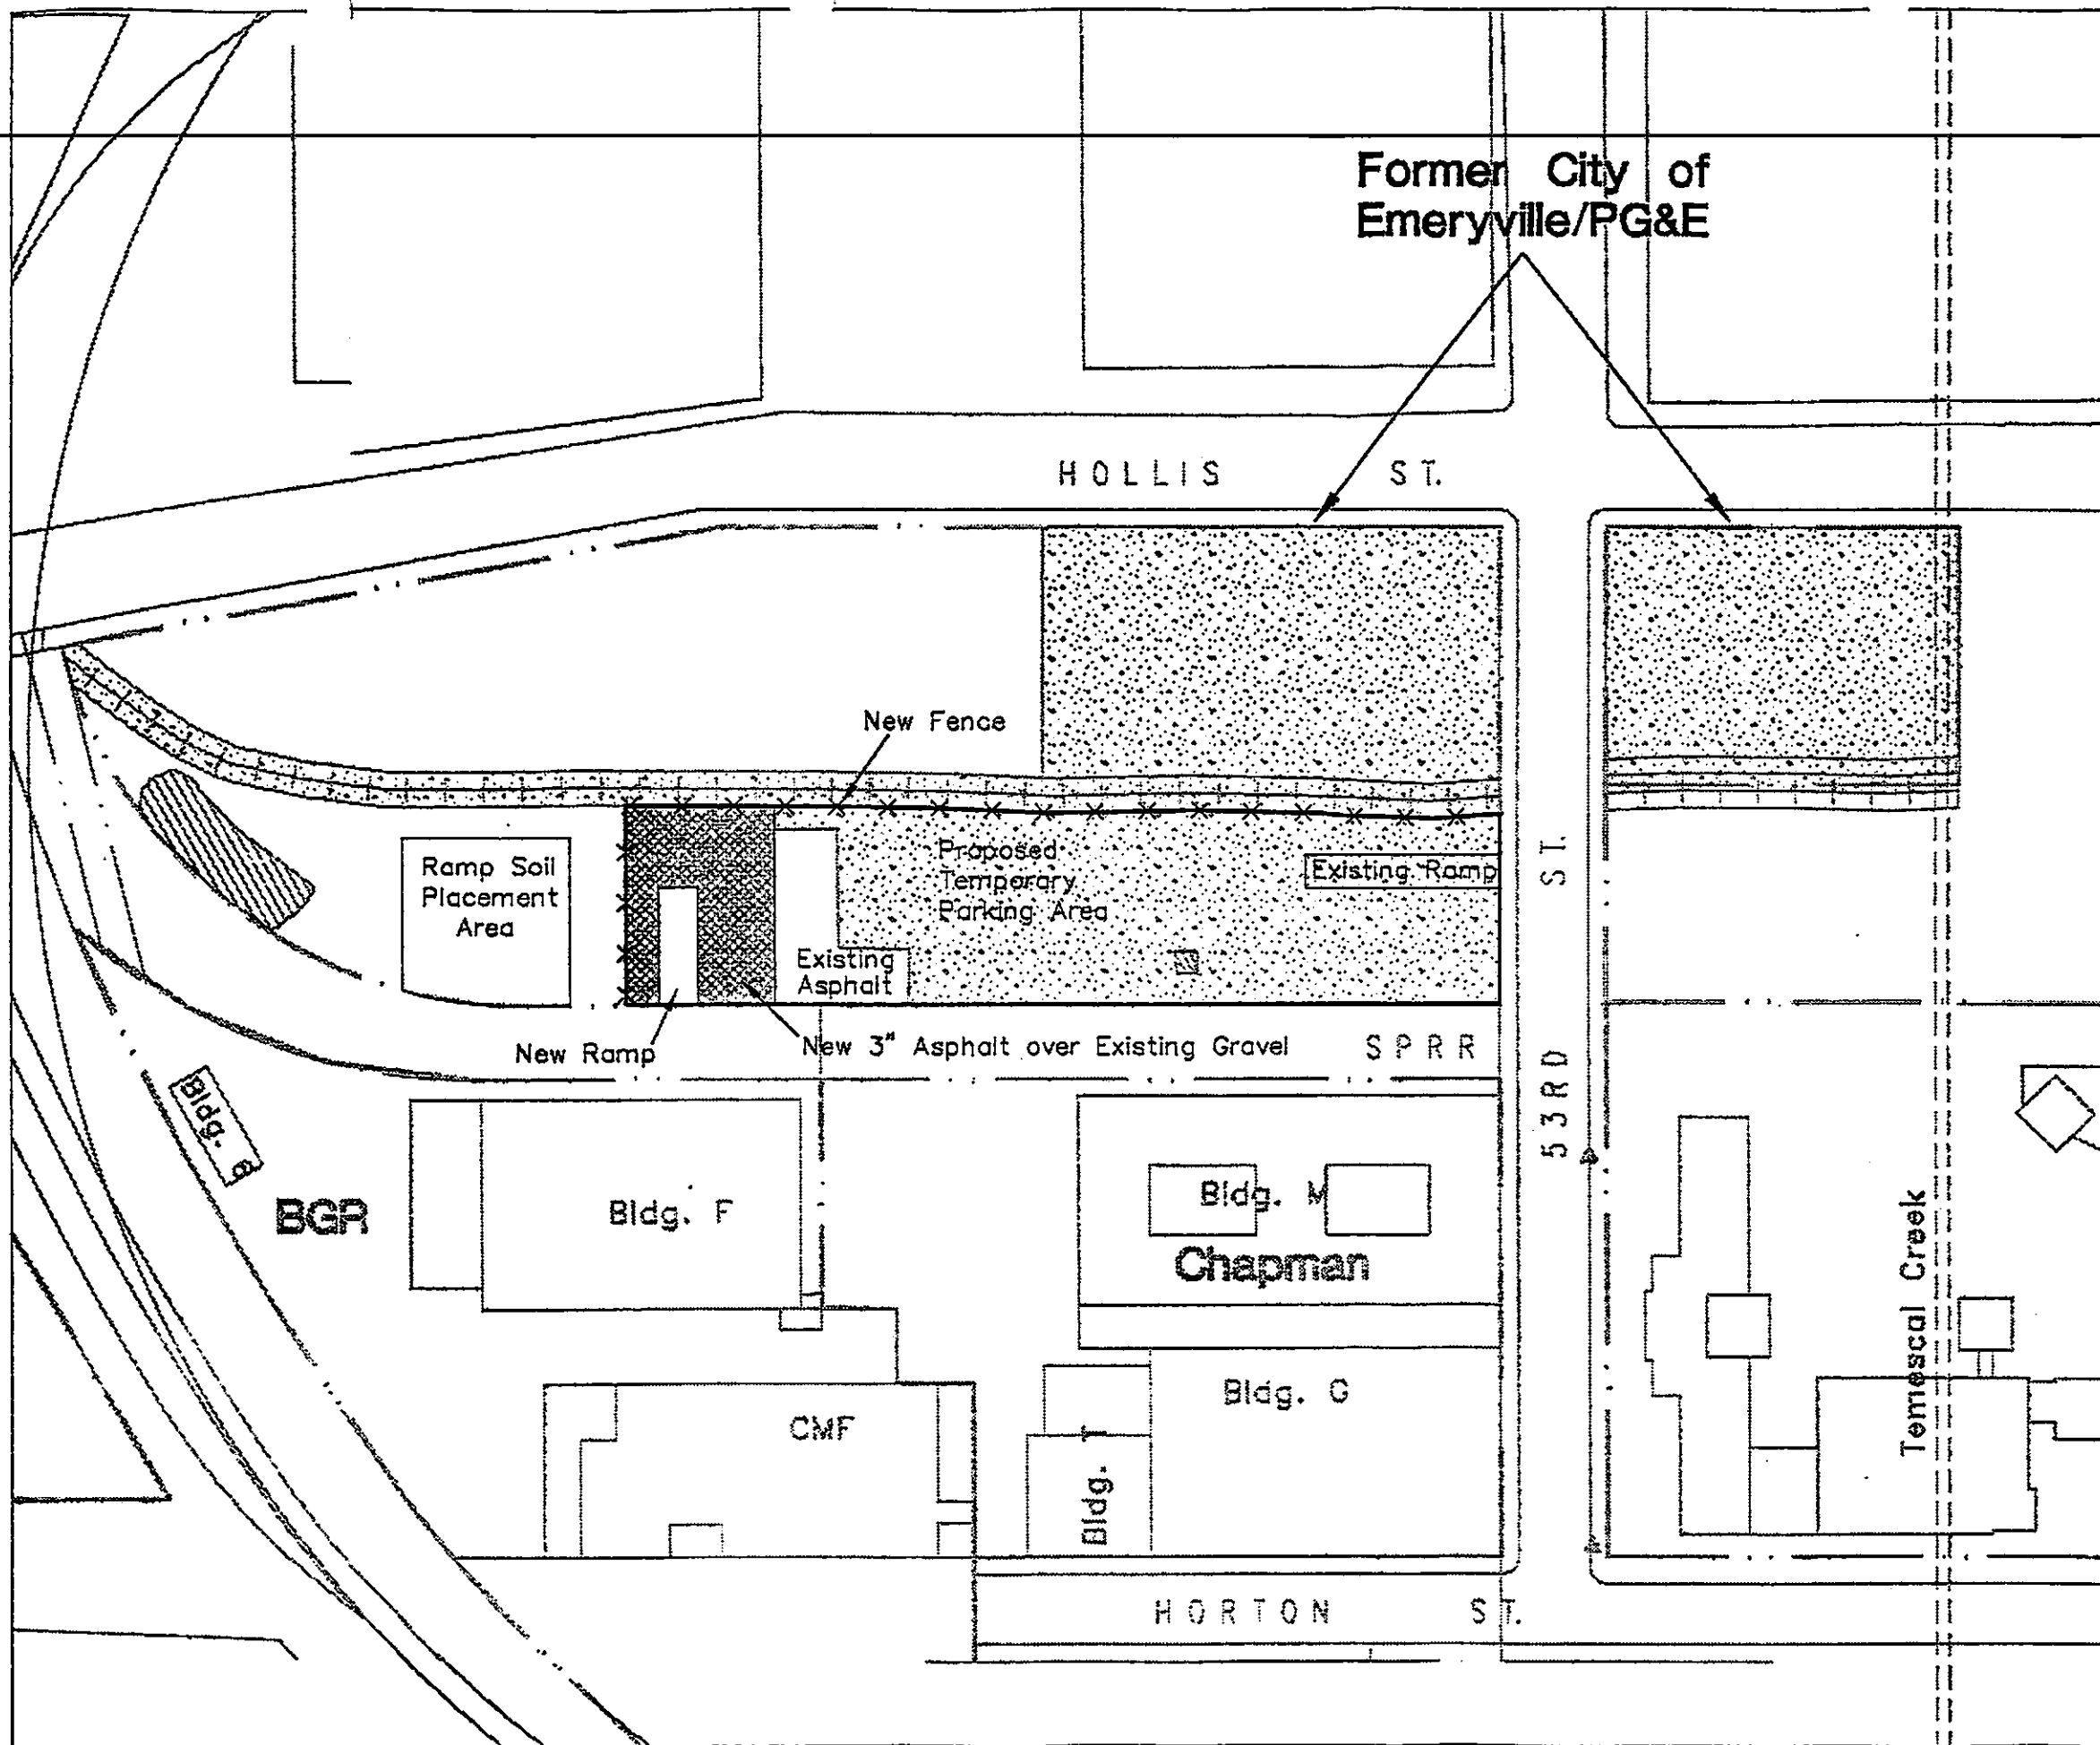 Former City of
Emeryville/PG&E
HOLLIS ST.
New Fence
Ramp Soil
Placement
Area
Proposed
Temporary
Parking Area
Existing Ramp
Existing
Asphalt
New Ramp
New 3" Asphalt over Existing Gravel
SPRR
53RD ST.
Bldg. 6
BGR
Bldg. F
Bldg. M
Chapman
Temescal Creek
Bldg. G
CMF
Bldg. T
HORTON ST.